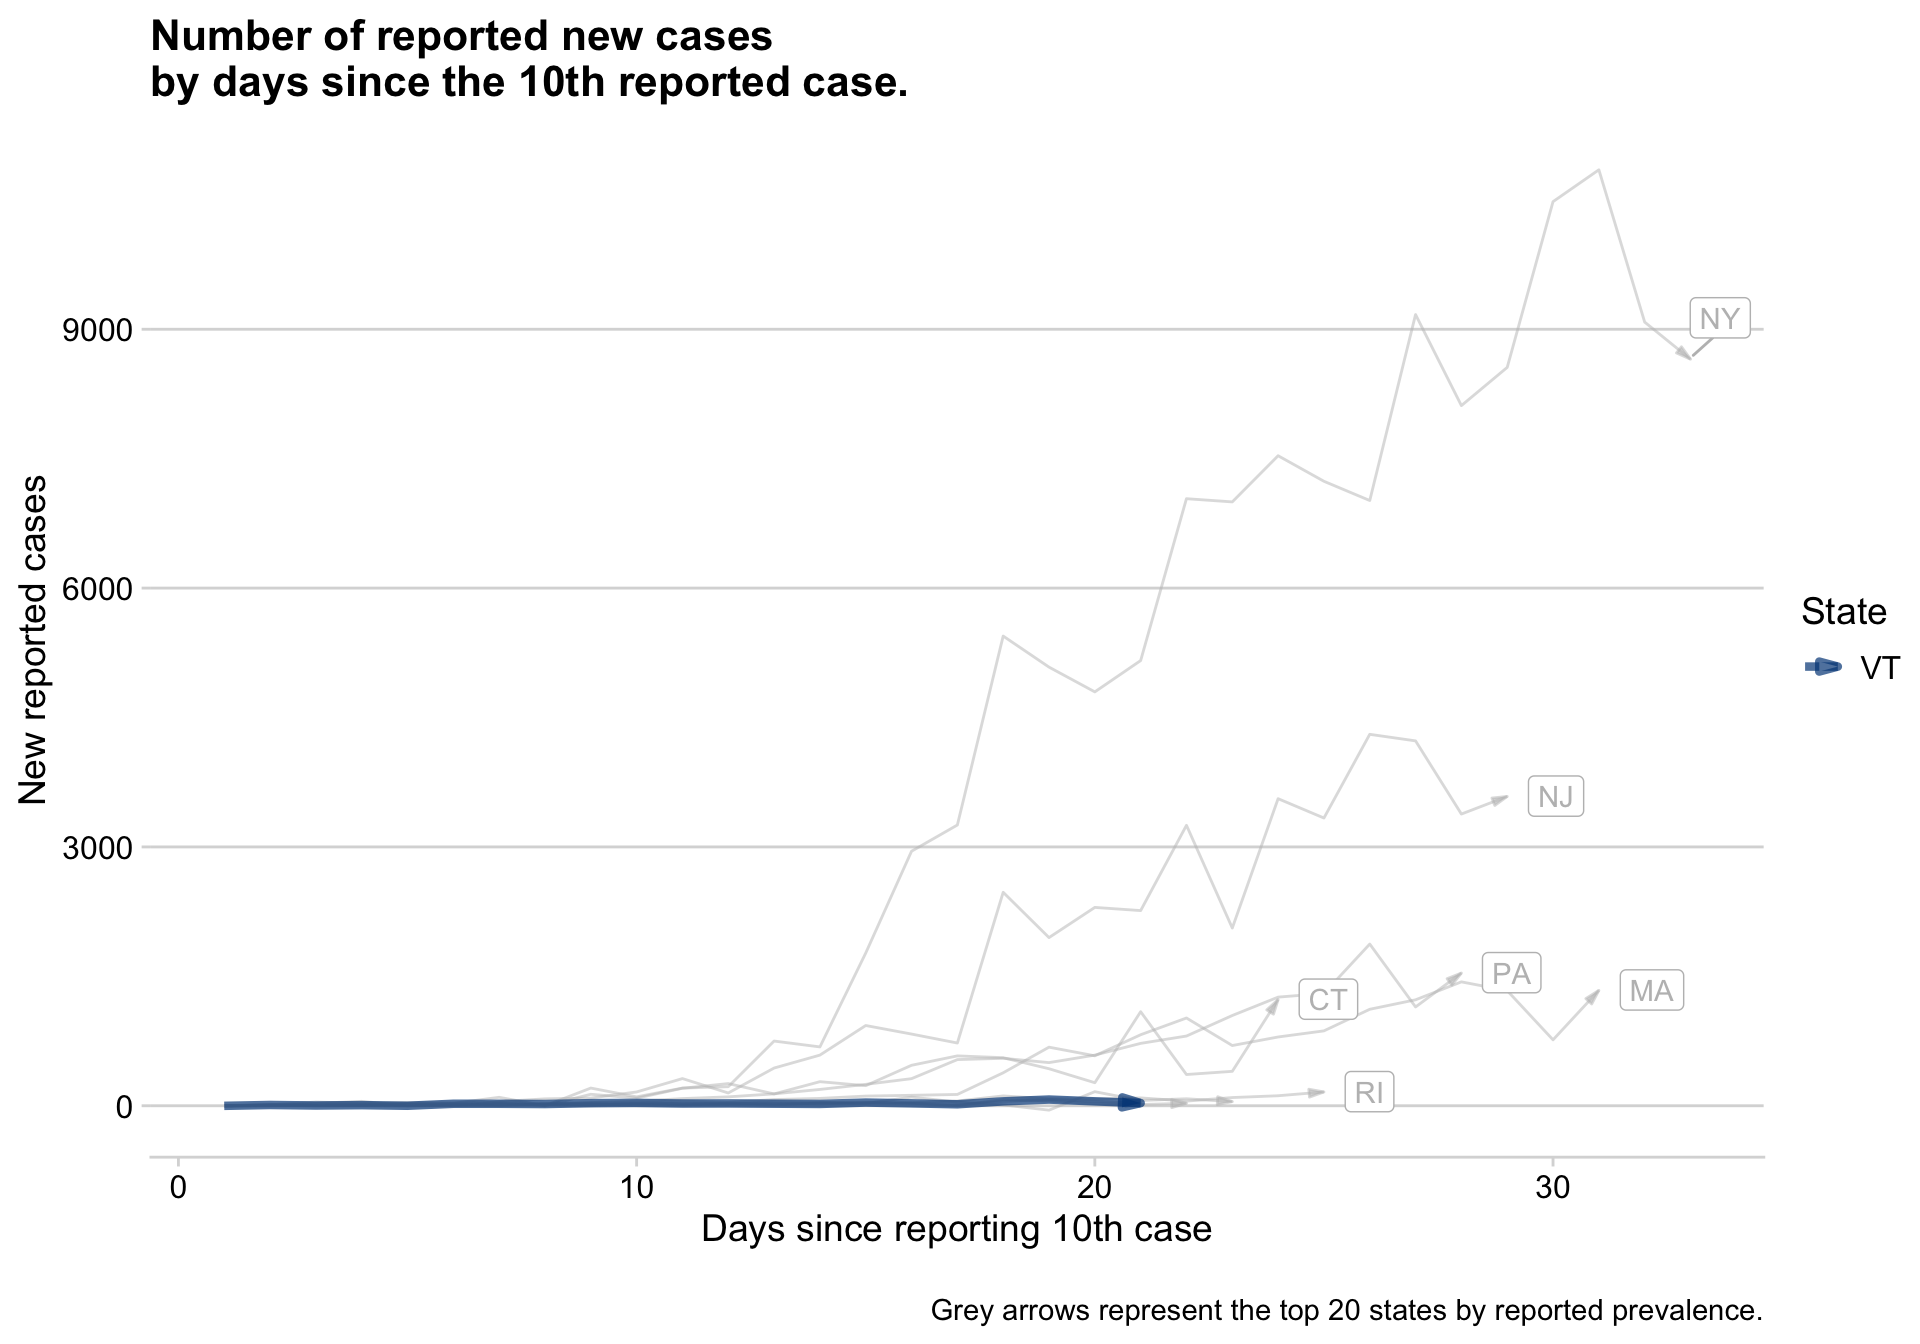 Number of reported new cases
by days since the 10th reported case.
New reported cases
9000
6000
3000
0
NY
NJ
PA
MA
CT
RI
State
VT
0
10
20
30
Days since reporting 10th case
Grey arrows represent the top 20 states by reported prevalence.